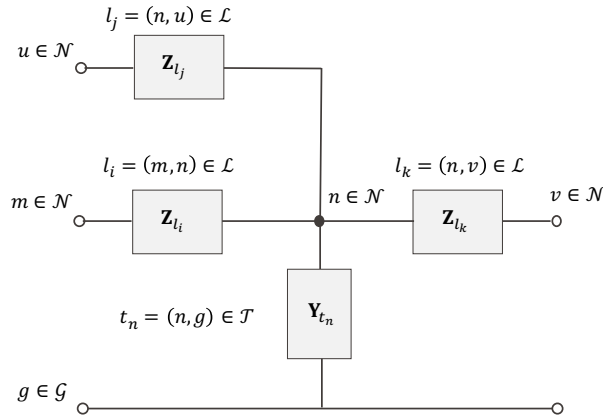 l_j = (n, u) ∈ ℒ
u ∈ 𝒩
𝐙_{l_j}
l_i = (m, n) ∈ ℒ
l_k = (n, v) ∈ ℒ
m ∈ 𝒩
n ∈ 𝒩
v ∈ 𝒩
𝐙_{l_i}
𝐙_{l_k}
t_n = (n, g) ∈ 𝒯
𝐘_{t_n}
g ∈ 𝒢